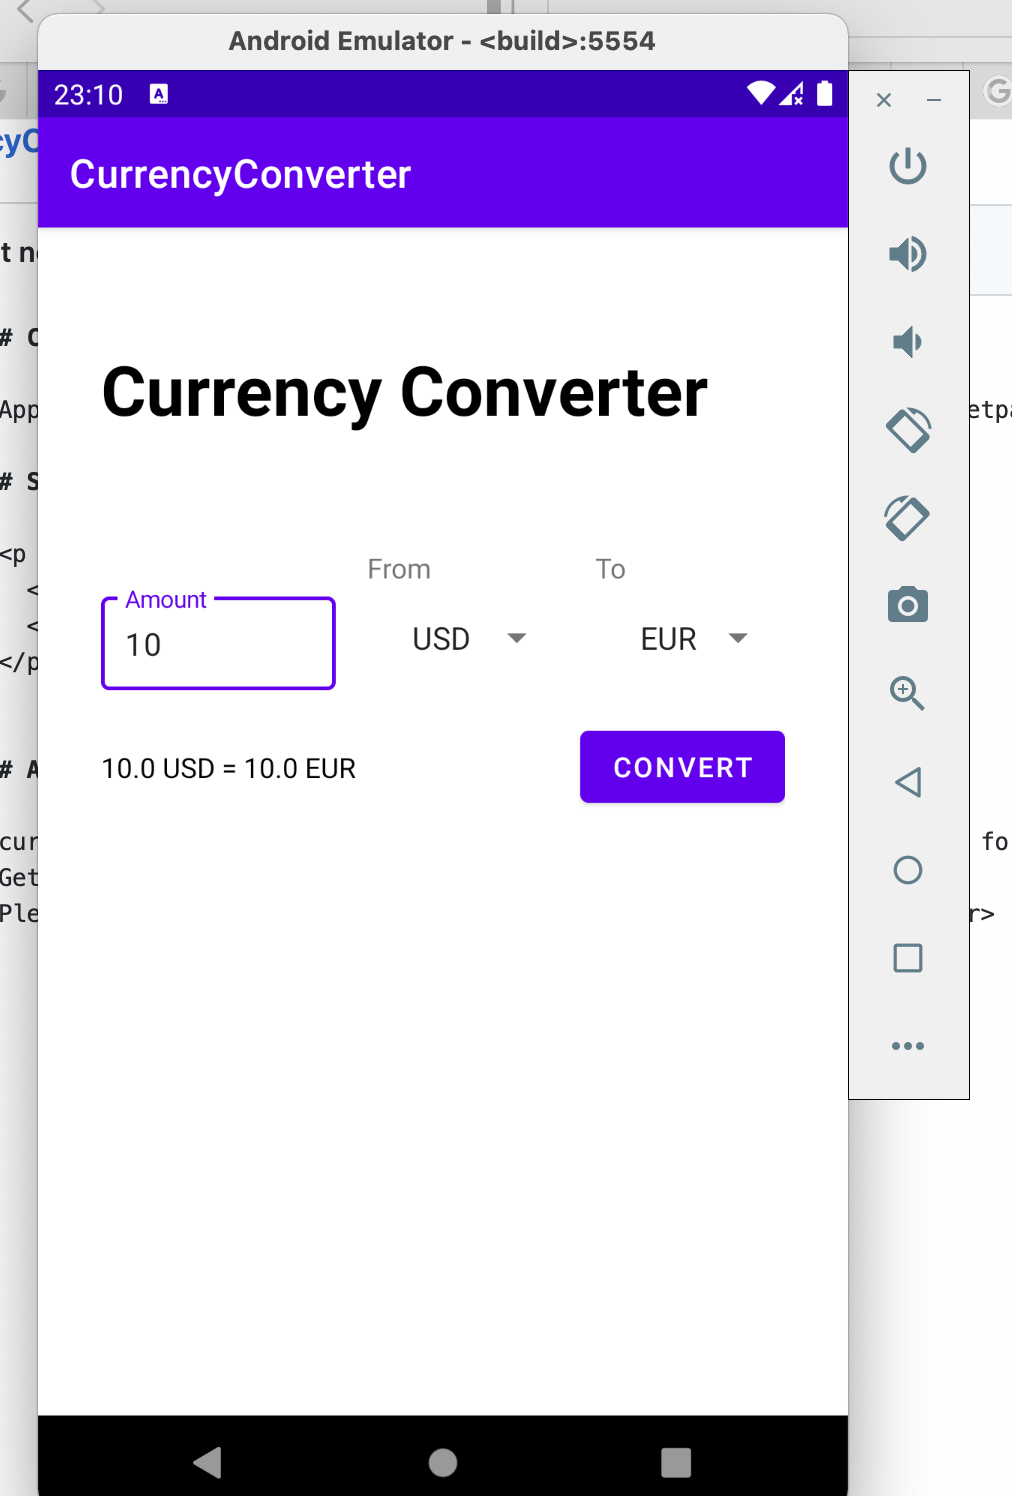 Android Emulator - <build>:5554
23:10 A
CurrencyConverter
cyC
t n
Currency Converter
# C
App
etpa
# S
<p
<
<
</p
From To
Amount
10 USD EUR
10.0 USD = 10.0 EUR CONVERT
# A
cur
fo
Get
Ple
r>